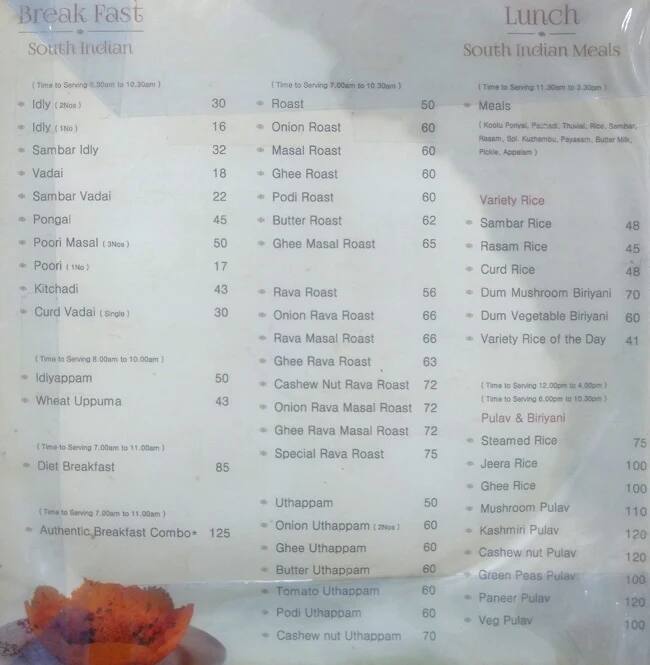 Break Fast
South Indian
( Time to Serving 6.30am to 10.30am )
Idly ( 2Nos ) 30
Idly ( 1No ) 16
Sambar Idly 32
Vadai 18
Sambar Vadai 22
Pongal 45
Poori Masal ( 3Nos ) 50
Poori ( 1No ) 17
Kitchadi 43
Curd Vadai ( Single ) 30
( Time to Serving 8.00am to 10.00am )
Idiyappam 50
Wheat Uppuma 43
( Time to Serving 7.00am to 11.00am )
Diet Breakfast 85
( Time to Serving 7.00am to 11.00am )
Authentic Breakfast Combo* 125
( Time to Serving 7.00am to 10.30am )
Roast 50
Onion Roast 60
Masal Roast 60
Ghee Roast 60
Podi Roast 60
Butter Roast 62
Ghee Masal Roast 65
Rava Roast 56
Onion Rava Roast 66
Rava Masal Roast 66
Ghee Rava Roast 63
Cashew Nut Rava Roast 72
Onion Rava Masal Roast 72
Ghee Rava Masal Roast 72
Special Rava Roast 75
Uthappam 50
Onion Uthappam ( 2Nos ) 60
Ghee Uthappam 60
Butter Uthappam 60
Tomato Uthappam 60
Podi Uthappam 60
Cashew nut Uthappam 70
Lunch
South Indian Meals
( Time to Serving 11.30am to 3.30pm )
Meals
( Kootu Poriyal, Pachadi, Thuvial, Rice, Sambar,
Rasam, Spl. Kuzhambu, Payasam, Butter Milk,
Pickle, Appalam )
Variety Rice
Sambar Rice 48
Rasam Rice 45
Curd Rice 48
Dum Mushroom Biriyani 70
Dum Vegetable Biriyani 60
Variety Rice of the Day 41
( Time to Serving 12.00pm to 4.00pm )
( Time to Serving 6.00pm to 10.30pm )
Pulav & Biriyani
Steamed Rice 75
Jeera Rice 100
Ghee Rice 100
Mushroom Pulav 110
Kashmiri Pulav 120
Cashew nut Pulav 120
Green Peas Pulav 100
Paneer Pulav 120
Veg Pulav 100